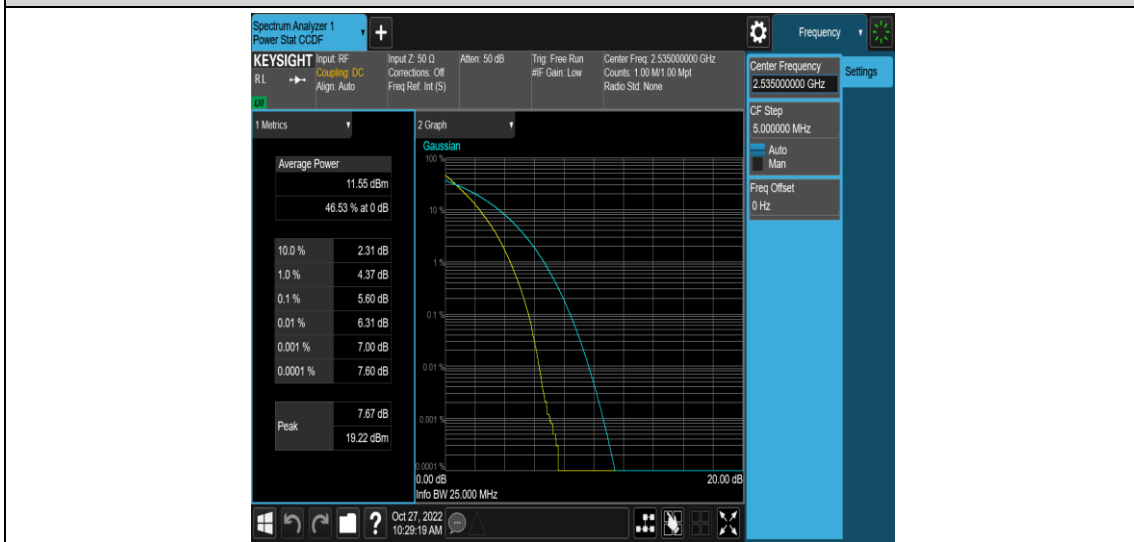 Spectrum Analyzer 1
Power Stat CCDF
+
Frequency
KEYSIGHT
RL
Input: RF
Coupling: DC
Align: Auto
Input Z: 50 Ω
Corrections: Off
Freq Ref: Int (S)
Atten: 50 dB
Trig: Free Run
#IF Gain: Low
Center Freq: 2.535000000 GHz
Counts: 1.00 M/1.00 Mpt
Radio Std: None
Center Frequency
2.535000000 GHz
Settings
CF Step
5.000000 MHz
Auto
Man
Freq Offset
0 Hz
1 Metrics
Average Power
11.55 dBm
46.53 % at 0 dB
10.0 % 2.31 dB
1.0 % 4.37 dB
0.1 % 5.60 dB
0.01 % 6.31 dB
0.001 % 7.00 dB
0.0001 % 7.60 dB
Peak
7.67 dB
19.22 dBm
2 Graph
Gaussian
100 %
10 %
1 %
0.1 %
0.01 %
0.001 %
0.0001 %
0.00 dB 20.00 dB
Info BW 25.000 MHz
?
Oct 27, 2022
10:29:19 AM